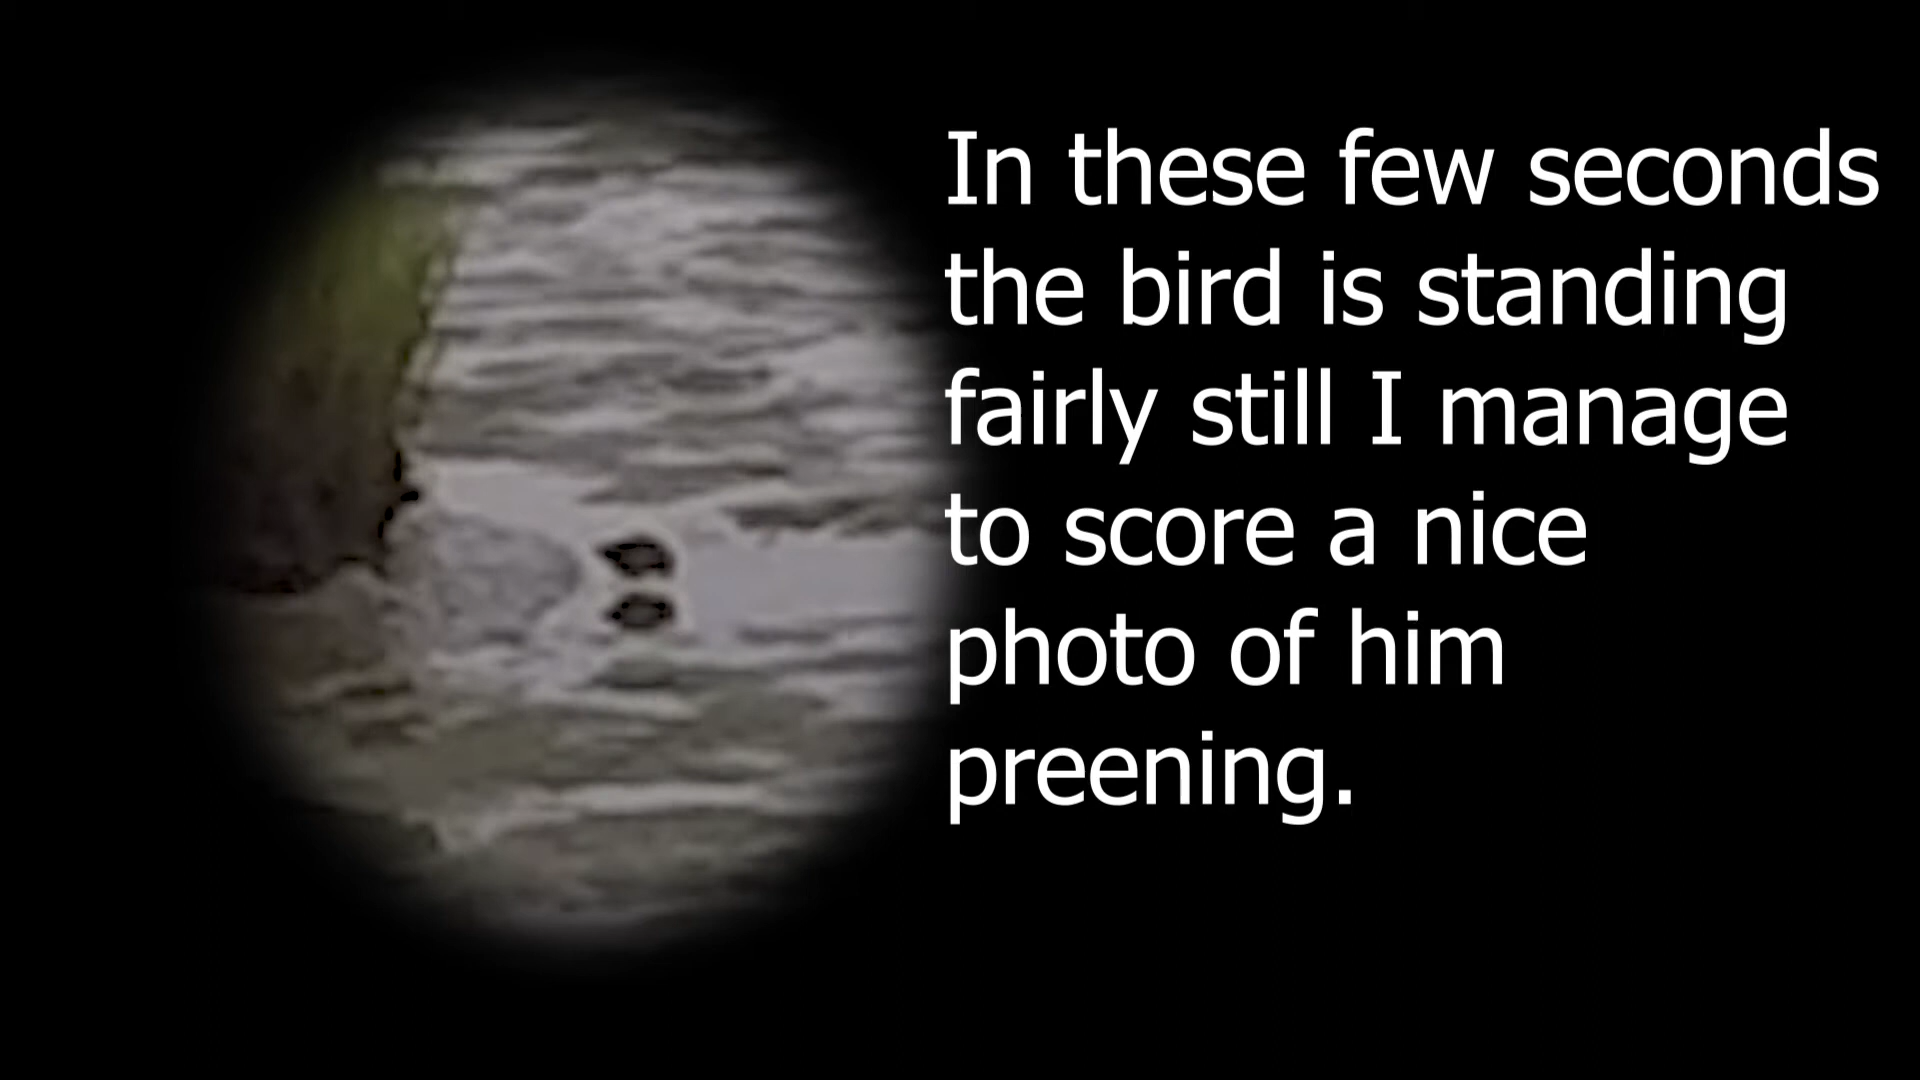 In these few seconds
the bird is standing
fairly still I manage
to score a nice
photo of him
preening.